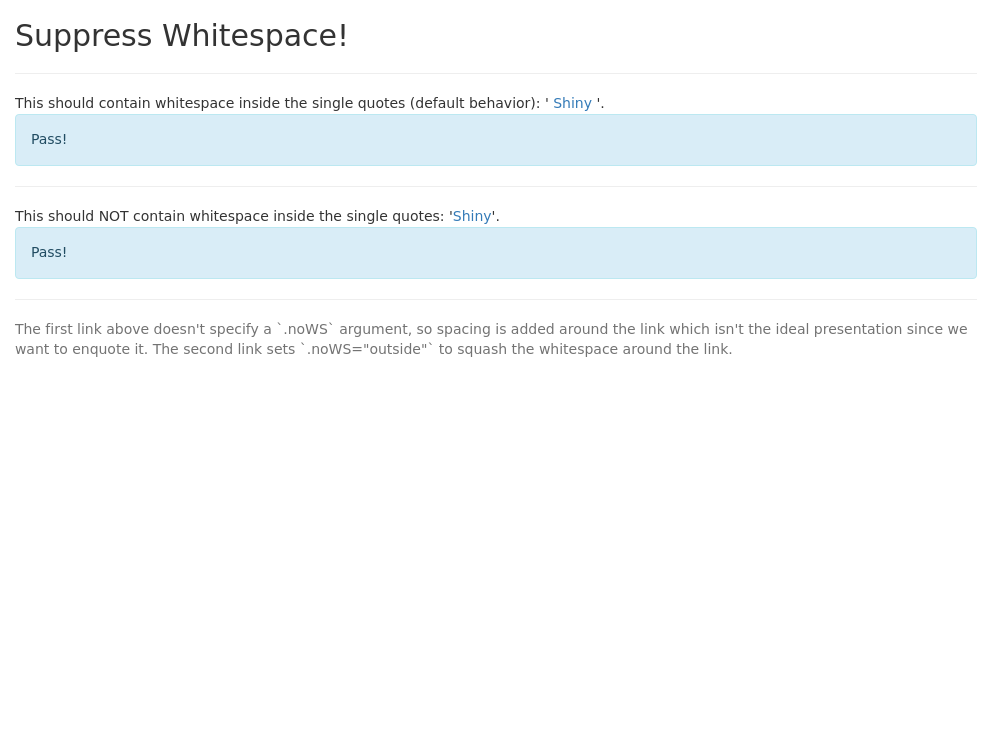 Suppress Whitespace!
This should contain whitespace inside the single quotes (default behavior): ' Shiny '.
Pass!
This should NOT contain whitespace inside the single quotes: 'Shiny'.
Pass!
The first link above doesn't specify a `.noWS` argument, so spacing is added around the link which isn't the ideal presentation since we
want to enquote it. The second link sets `.noWS="outside"` to squash the whitespace around the link.